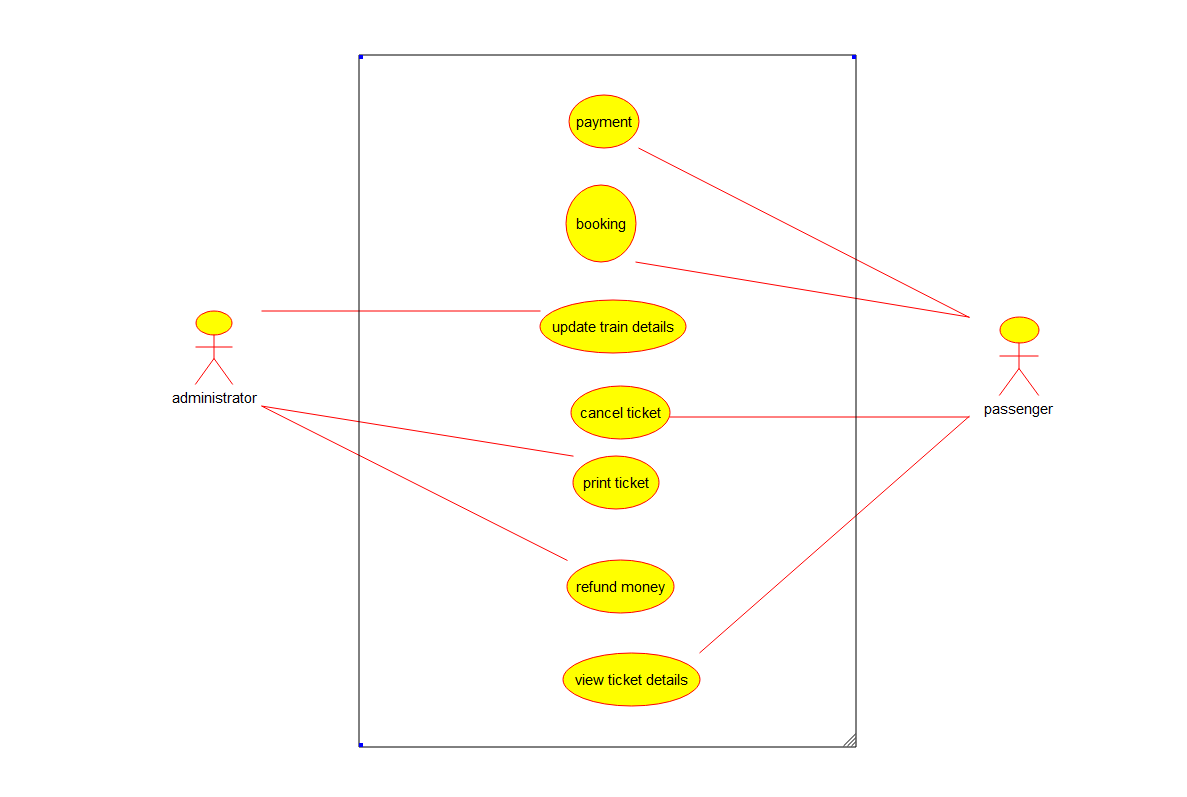 payment
booking
update train details
administrator
cancel ticket
passenger
print ticket
refund money
view ticket details